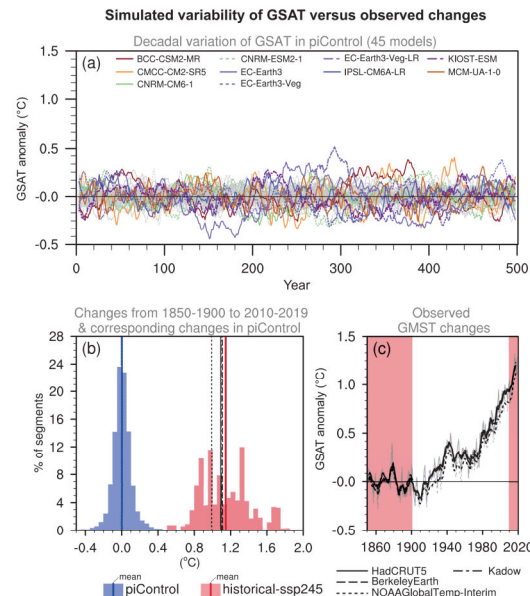 Simulated variability of GSAT versus observed changes
Decadal variation of GSAT in piControl (45 models)
(a)
BCC-CSM2-MR CNRM-ESM2-1 EC-Earth3-Veg-LR KIOST-ESM
CMCC-CM2-SR5 EC-Earth3 IPSL-CM6A-LR MCM-UA-1-0
CNRM-CM6-1 EC-Earth3-Veg
GSAT anomaly (°C)
1.5
1.0
0.5
-0.0
-0.5
0 100 200 300 400 500
Year
Changes from 1850-1900 to 2010-2019
& corresponding changes in piControl
(b)
% of segments
28
24
20
16
12
8
4
0
-0.4 0.0 0.4 0.8 1.2 1.6 2.0
(°C)
mean mean
piControl historical-ssp245
Observed
GMST changes
(c)
GSAT anomaly (°C)
1.5
1.0
0.5
-0.0
-0.5
1860 1900 1940 1980 2020
HadCRUT5 Kadow
BerkeleyEarth
NOAAGlobalTemp-Interim